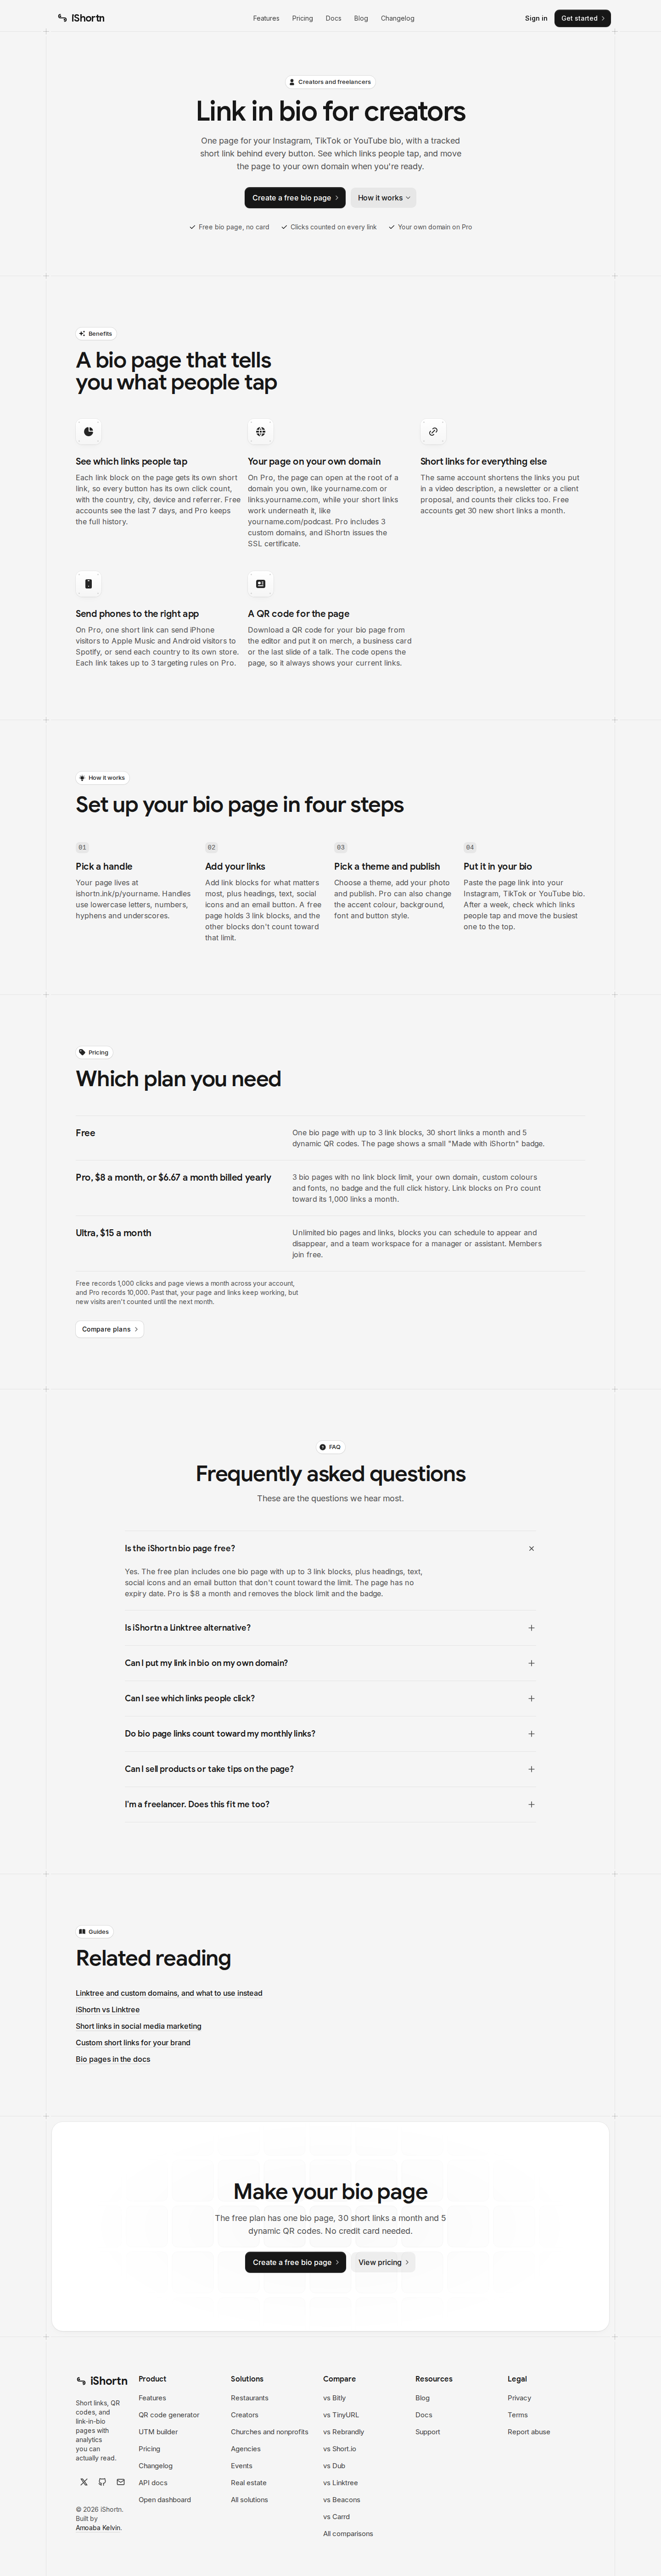 iShortn
Features
Pricing
Docs
Blog
Changelog
Sign in
Get started
Creators and freelancers
Link in bio for creators
One page for your Instagram, TikTok or YouTube bio, with a tracked
short link behind every button. See which links people tap, and move
the page to your own domain when you're ready.
Create a free bio page
How it works
Free bio page, no card
Clicks counted on every link
Your own domain on Pro
Benefits
A bio page that tells
you what people tap
See which links people tap
Each link block on the page gets its own short
link, so every button has its own click count,
with the country, city, device and referrer. Free
accounts see the last 7 days, and Pro keeps
the full history.
Your page on your own domain
On Pro, the page can open at the root of a
domain you own, like yourname.com or
links.yourname.com, while your short links
work underneath it, like
yourname.com/podcast. Pro includes 3
custom domains, and iShortn issues the
SSL certificate.
Short links for everything else
The same account shortens the links you put
in a video description, a newsletter or a client
proposal, and counts their clicks too. Free
accounts get 30 new short links a month.
Send phones to the right app
On Pro, one short link can send iPhone
visitors to Apple Music and Android visitors to
Spotify, or send each country to its own store.
Each link takes up to 3 targeting rules on Pro.
A QR code for the page
Download a QR code for your bio page from
the editor and put it on merch, a business card
or the last slide of a talk. The code opens the
page, so it always shows your current links.
How it works
Set up your bio page in four steps
01
Pick a handle
Your page lives at
ishortn.ink/p/yourname. Handles
use lowercase letters, numbers,
hyphens and underscores.
02
Add your links
Add link blocks for what matters
most, plus headings, text, social
icons and an email button. A free
page holds 3 link blocks, and the
other blocks don't count toward
that limit.
03
Pick a theme and publish
Choose a theme, add your photo
and publish. Pro can also change
the accent colour, background,
font and button style.
04
Put it in your bio
Paste the page link into your
Instagram, TikTok or YouTube bio.
After a week, check which links
people tap and move the busiest
one to the top.
Pricing
Which plan you need
Free
One bio page with up to 3 link blocks, 30 short links a month and 5
dynamic QR codes. The page shows a small "Made with iShortn" badge.
Pro, $8 a month, or $6.67 a month billed yearly
3 bio pages with no link block limit, your own domain, custom colours
and fonts, no badge and the full click history. Link blocks on Pro count
toward its 1,000 links a month.
Ultra, $15 a month
Unlimited bio pages and links, blocks you can schedule to appear and
disappear, and a team workspace for a manager or assistant. Members
join free.
Free records 1,000 clicks and page views a month across your account,
and Pro records 10,000. Past that, your page and links keep working, but
new visits aren't counted until the next month.
Compare plans
FAQ
Frequently asked questions
These are the questions we hear most.
Is the iShortn bio page free?
Yes. The free plan includes one bio page with up to 3 link blocks, plus headings, text,
social icons and an email button that don't count toward the limit. The page has no
expiry date. Pro is $8 a month and removes the block limit and the badge.
Is iShortn a Linktree alternative?
Can I put my link in bio on my own domain?
Can I see which links people click?
Do bio page links count toward my monthly links?
Can I sell products or take tips on the page?
I'm a freelancer. Does this fit me too?
Guides
Related reading
Linktree and custom domains, and what to use instead
iShortn vs Linktree
Short links in social media marketing
Custom short links for your brand
Bio pages in the docs
Make your bio page
The free plan has one bio page, 30 short links a month and 5
dynamic QR codes. No credit card needed.
Create a free bio page
View pricing
iShortn
Short links, QR
codes, and
link-in-bio
pages with
analytics
you can
actually read.
© 2026 iShortn.
Built by
Amoaba Kelvin.
Product
Features
QR code generator
UTM builder
Pricing
Changelog
API docs
Open dashboard
Solutions
Restaurants
Creators
Churches and nonprofits
Agencies
Events
Real estate
All solutions
Compare
vs Bitly
vs TinyURL
vs Rebrandly
vs Short.io
vs Dub
vs Linktree
vs Beacons
vs Carrd
All comparisons
Resources
Blog
Docs
Support
Legal
Privacy
Terms
Report abuse